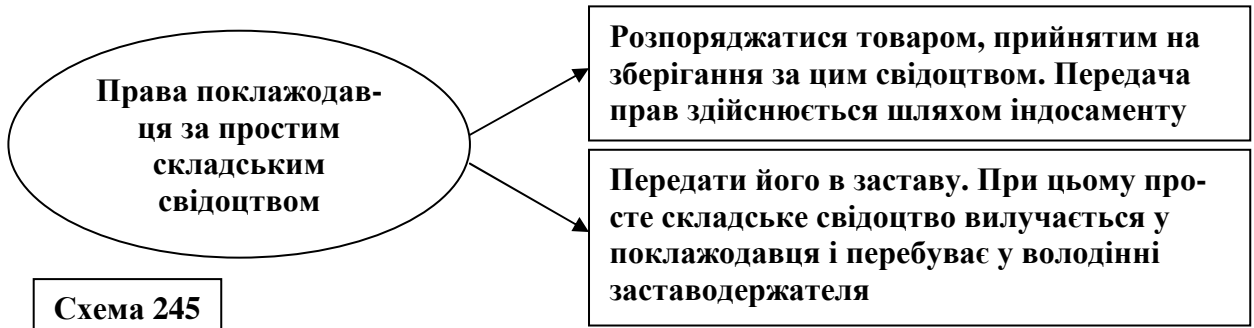 Права поклажодав-
ця за простим
складським
свідоцтвом
Розпоряджатися товаром, прийнятим на
зберігання за цим свідоцтвом. Передача
прав здійснюється шляхом індосаменту
Передати його в заставу. При цьому про-
сте складське свідоцтво вилучається у
поклажодавця і перебуває у володінні
заставодержателя
Схема 245